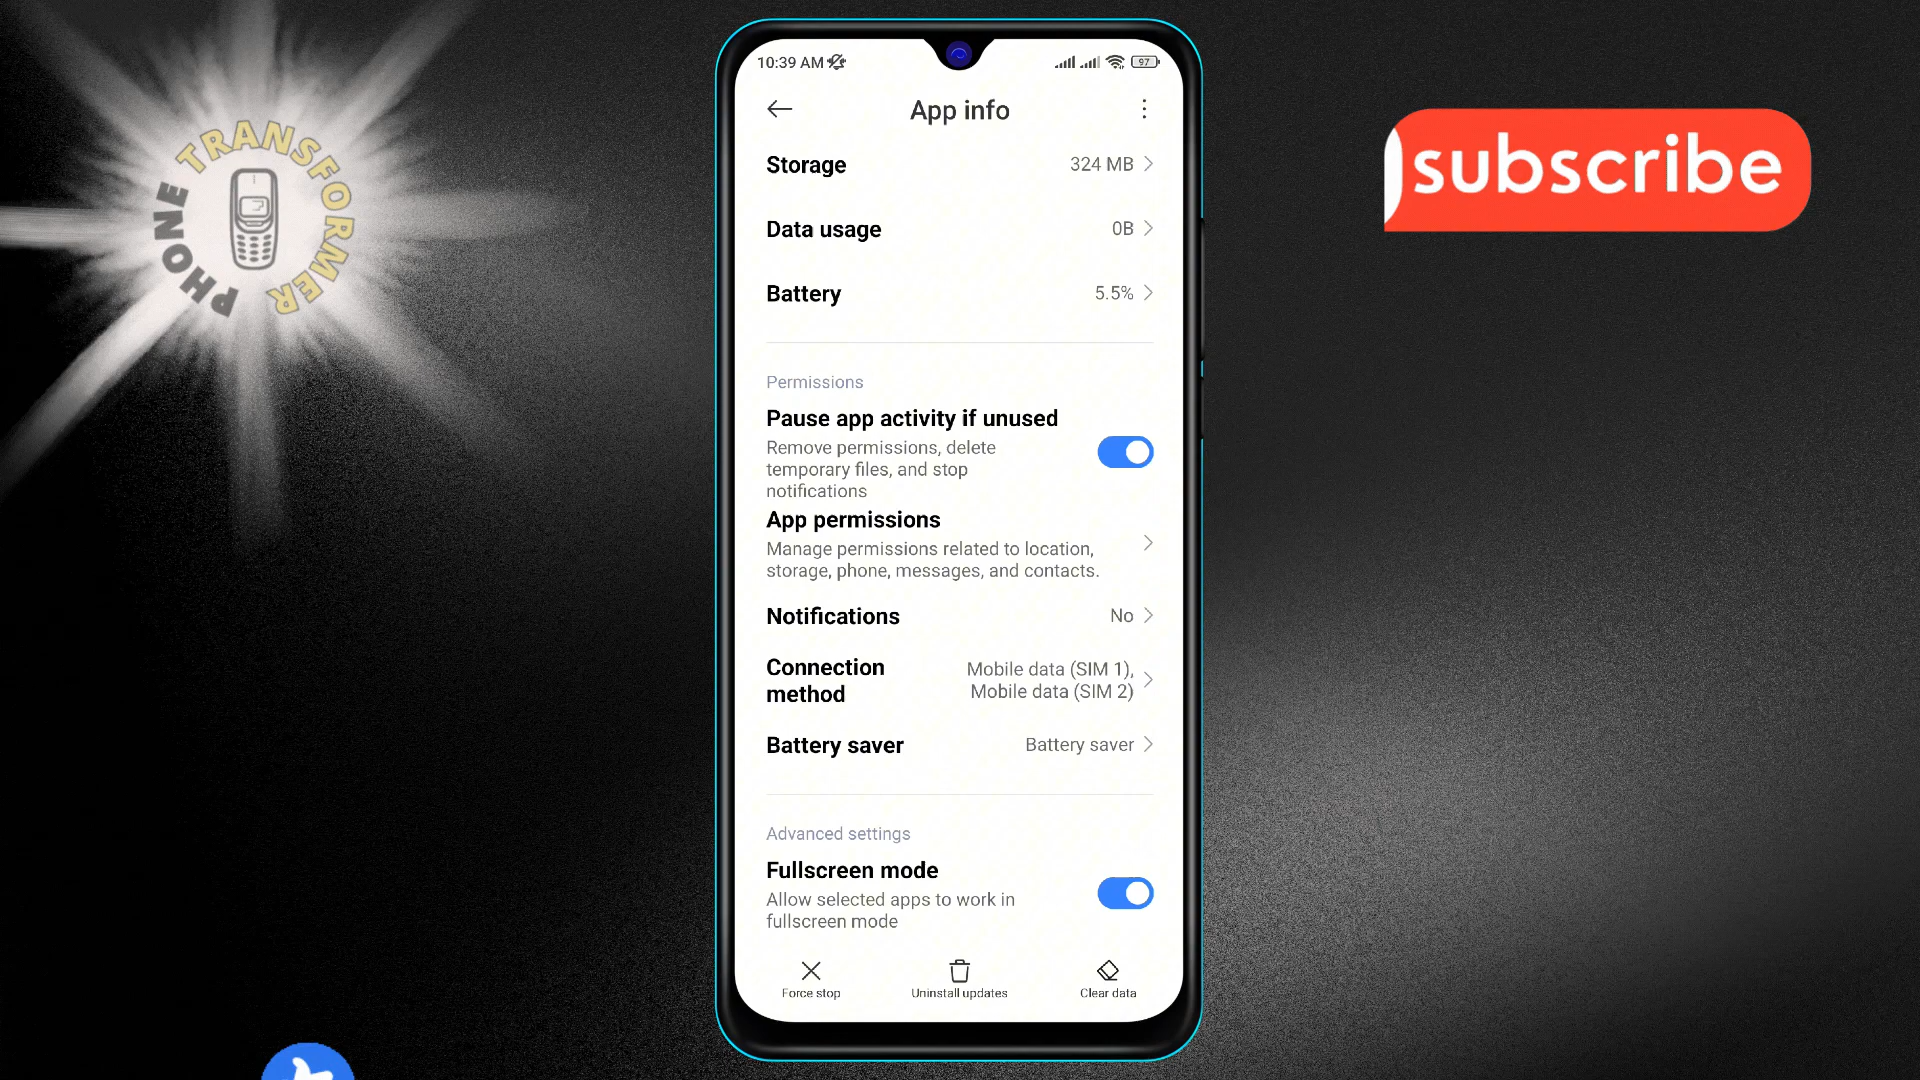 PHONE TRANSFORMER
subscribe
10:39 AM
97
App info
Storage
324 MB
Data usage
0B
Battery
5.5%
Permissions
Pause app activity if unused
Remove permissions, delete
temporary files, and stop
notifications
App permissions
Manage permissions related to location,
storage, phone, messages, and contacts.
Notifications
No
Connection
method
Mobile data (SIM 1),
Mobile data (SIM 2)
Battery saver
Battery saver
Advanced settings
Fullscreen mode
Allow selected apps to work in
fullscreen mode
Force stop
Uninstall updates
Clear data